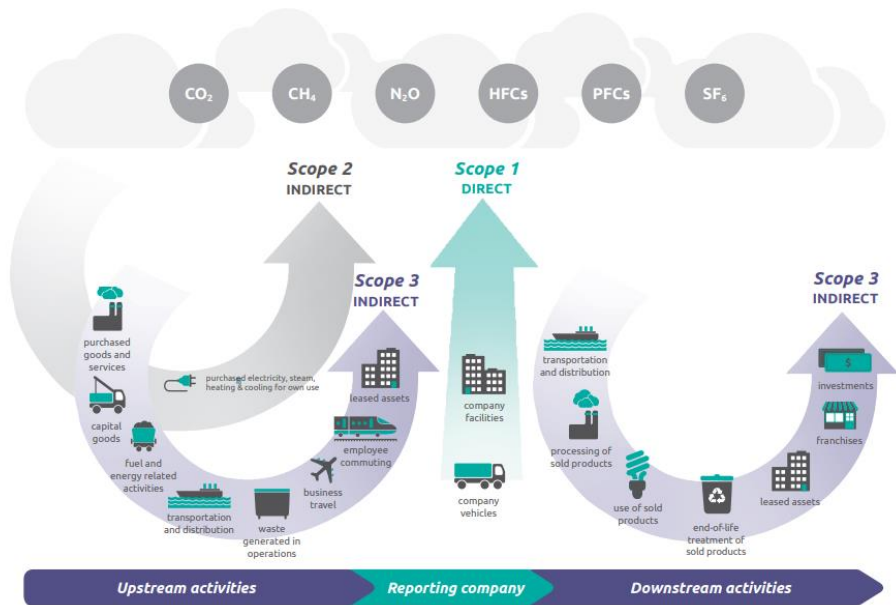 CO₂
CH₄
N₂O
HFCs
PFCs
SF₆
Scope 2
INDIRECT
Scope 1
DIRECT
Scope 3
INDIRECT
Scope 3
INDIRECT
purchased
goods and
services
capital
goods
fuel and
energy related
activities
transportation
and distribution
waste
generated in
operations
business
travel
employee
commuting
leased assets
purchased electricity, steam,
heating & cooling for own use
company
facilities
company
vehicles
transportation
and distribution
processing of
sold products
use of sold
products
end-of-life
treatment of
sold products
leased assets
franchises
$
investments
Upstream activities
Reporting company
Downstream activities